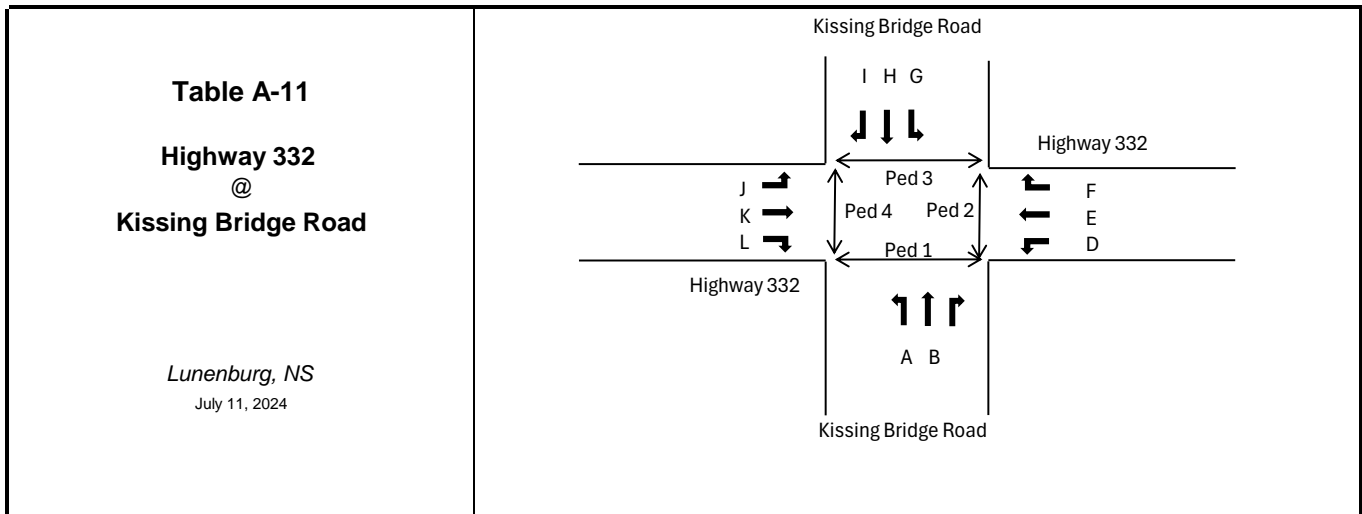 Table A-11
Highway 332
@
Kissing Bridge Road
Lunenburg, NS
July 11, 2024
Kissing Bridge Road
I H G
Highway 332
J
K
L
Ped 3
Ped 4 Ped 2
Ped 1
F
E
D
Highway 332
A B
Kissing Bridge Road